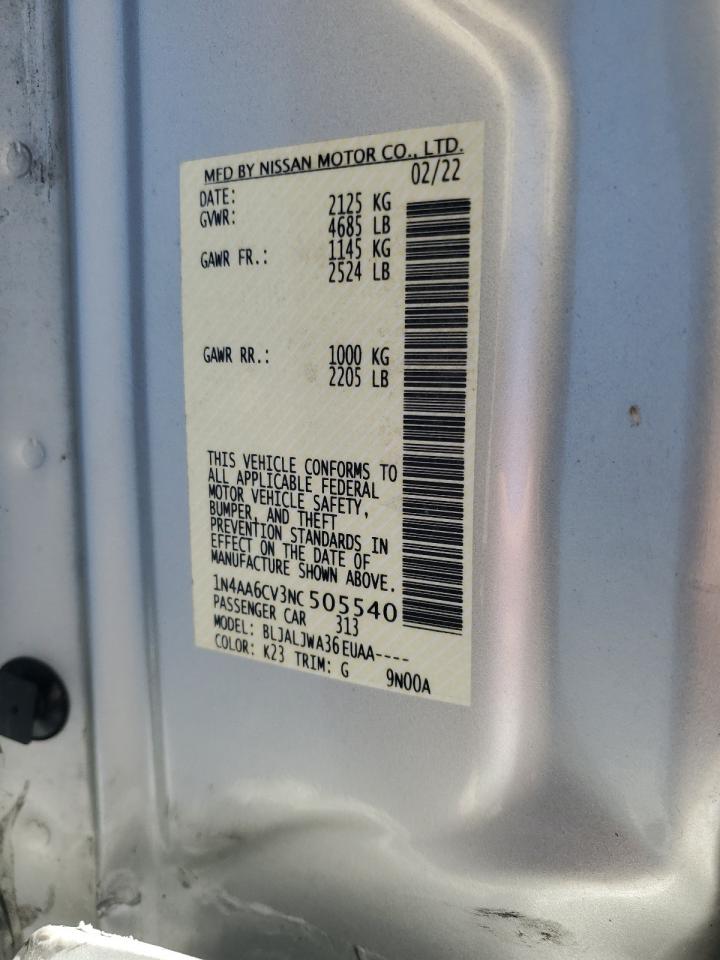 MFD BY NISSAN MOTOR CO., LTD.
DATE: 02/22
GVWR: 2125 KG
4685 LB
GAWR FR.: 1145 KG
2524 LB
GAWR RR.: 1000 KG
2205 LB
THIS VEHICLE CONFORMS TO
ALL APPLICABLE FEDERAL
MOTOR VEHICLE SAFETY,
BUMPER, AND THEFT
PREVENTION STANDARDS IN
EFFECT ON THE DATE OF
MANUFACTURE SHOWN ABOVE.
1N4AA6CV3NC505540
PASSENGER CAR 313
MODEL: BLJALJWA36EUAA----
COLOR: K23 TRIM: G 9N00A